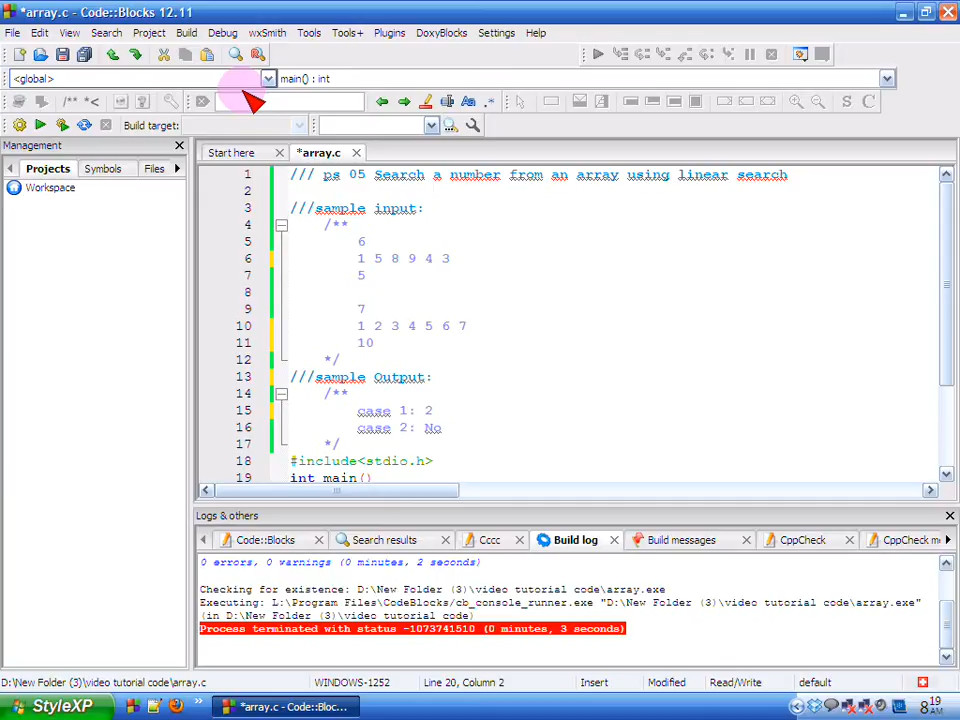 *array.c - Code::Blocks 12.11
File Edit View Search Project Build Debug wxSmith Tools Tools+ Plugins DoxyBlocks Settings Help
<global> main() : int
/** *<
Aa .* S C
Build target:
Management
Start here *array.c
Projects Symbols Files
Workspace
1 /// ps 05 Search a number from an array using linear search
2
3 ///sample input:
4 /**
5 6
6 1 5 8 9 4 3
7 5
8
9 7
10 1 2 3 4 5 6 7
11 10
12 */
13 ///sample Output:
14 /**
15 case 1: 2
16 case 2: No
17 */
18 #include<stdio.h>
19 int main()
Logs & others
Code::Blocks Search results Cccc Build log Build messages CppCheck CppCheck me
0 errors, 0 warnings (0 minutes, 2 seconds)
Checking for existence: D:\New Folder (3)\video tutorial code\array.exe
Executing: L:\Program Files\CodeBlocks/cb_console_runner.exe "D:\New Folder (3)\video tutorial code\array.exe"
(in D:\New Folder (3)\video tutorial code)
Process terminated with status -1073741510 (0 minutes, 3 seconds)
D:\New Folder (3)\video tutorial code\array.c WINDOWS-1252 Line 20, Column 2 Insert Modified Read/Write default
StyleXP *array.c - Code::Bloc... 8 19 AM